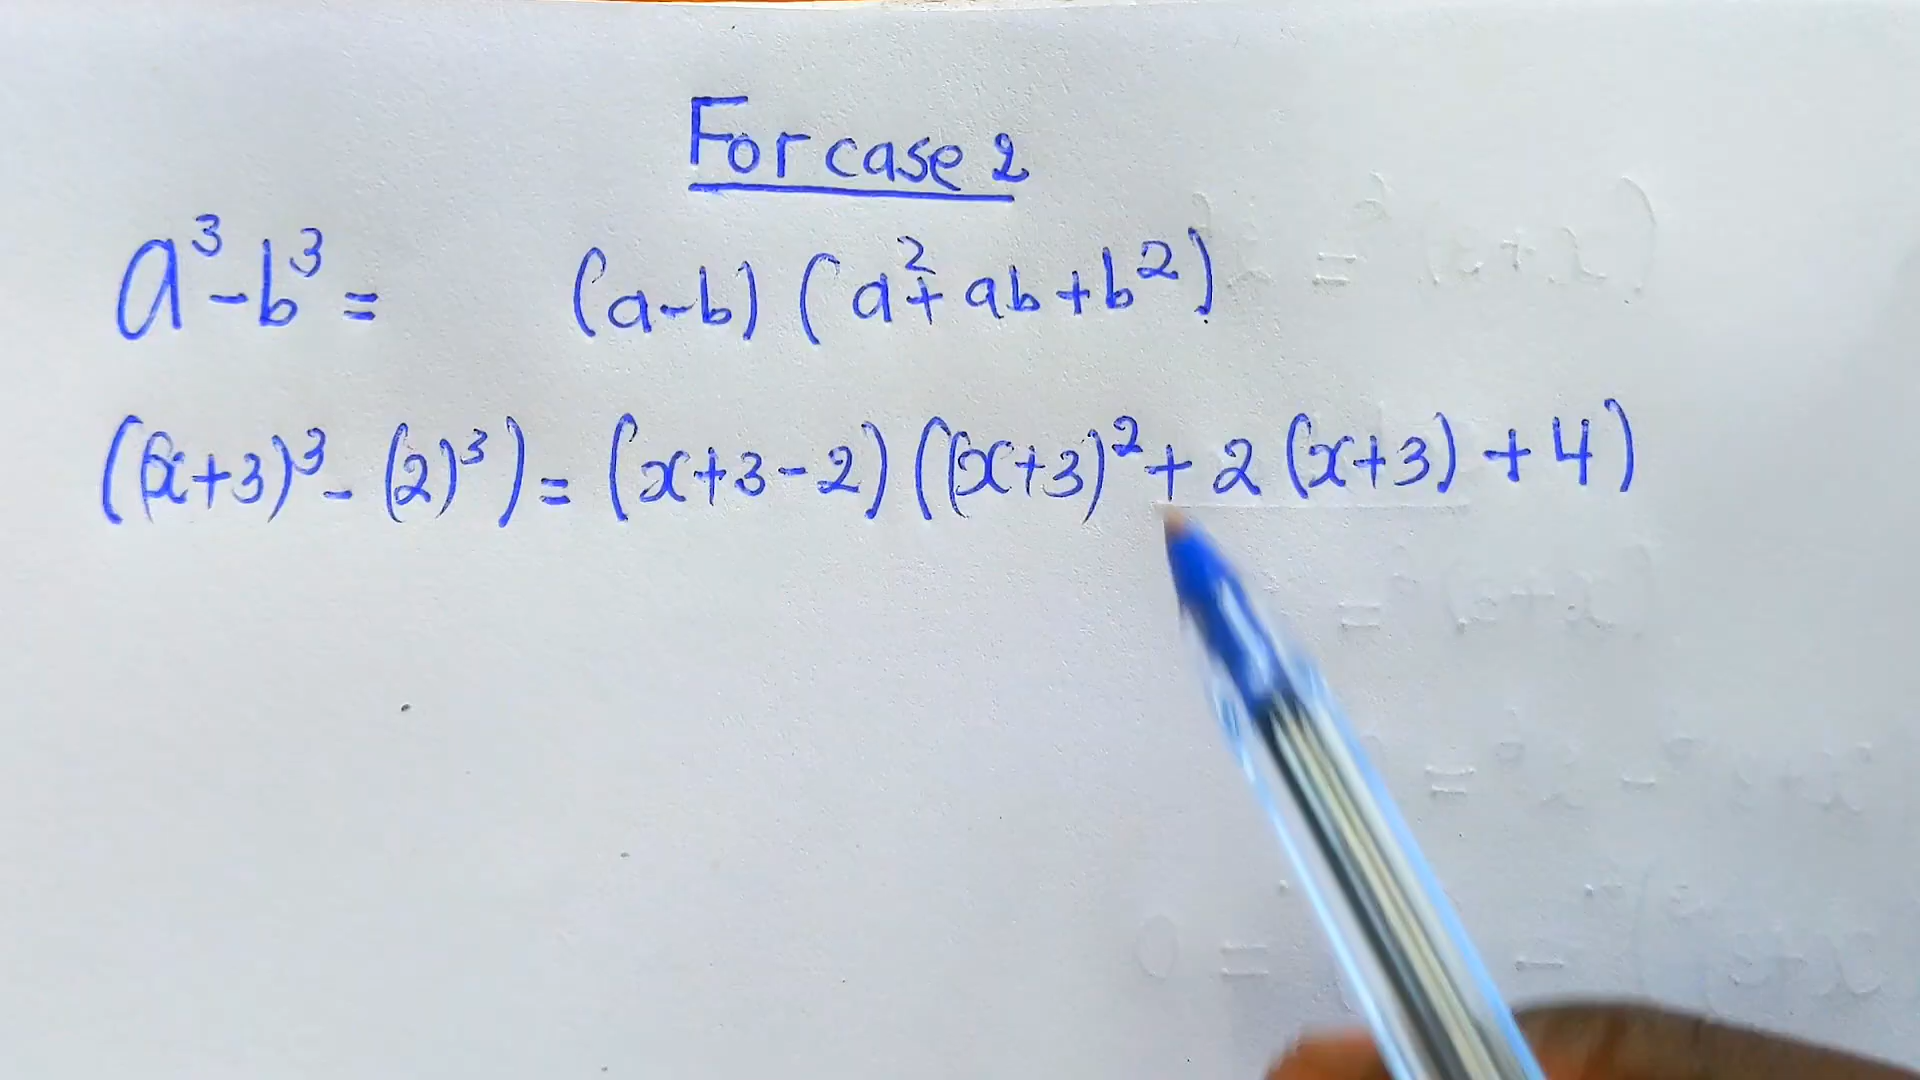 For case 2
a³-b³ = (a-b) (a²+ab+b²)
((x+3)³-(2)³) = (x+3-2) ((x+3)²+2(x+3)+4)